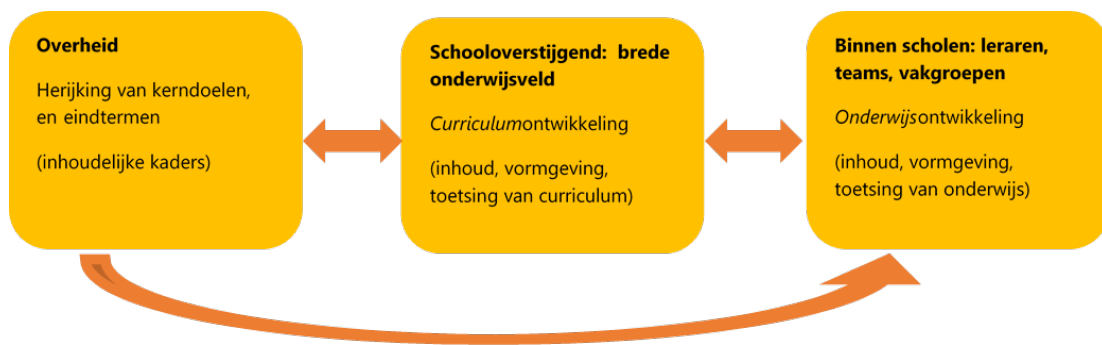 Overheid
Herijking van kerndoelen,
en eindtermen
(inhoudelijke kaders)
Schooloverstijgend: brede
onderwijsveld
Curriculumontwikkeling
(inhoud, vormgeving,
toetsing van curriculum)
Binnen scholen: leraren,
teams, vakgroepen
Onderwijsontwikkeling
(inhoud, vormgeving,
toetsing van onderwijs)